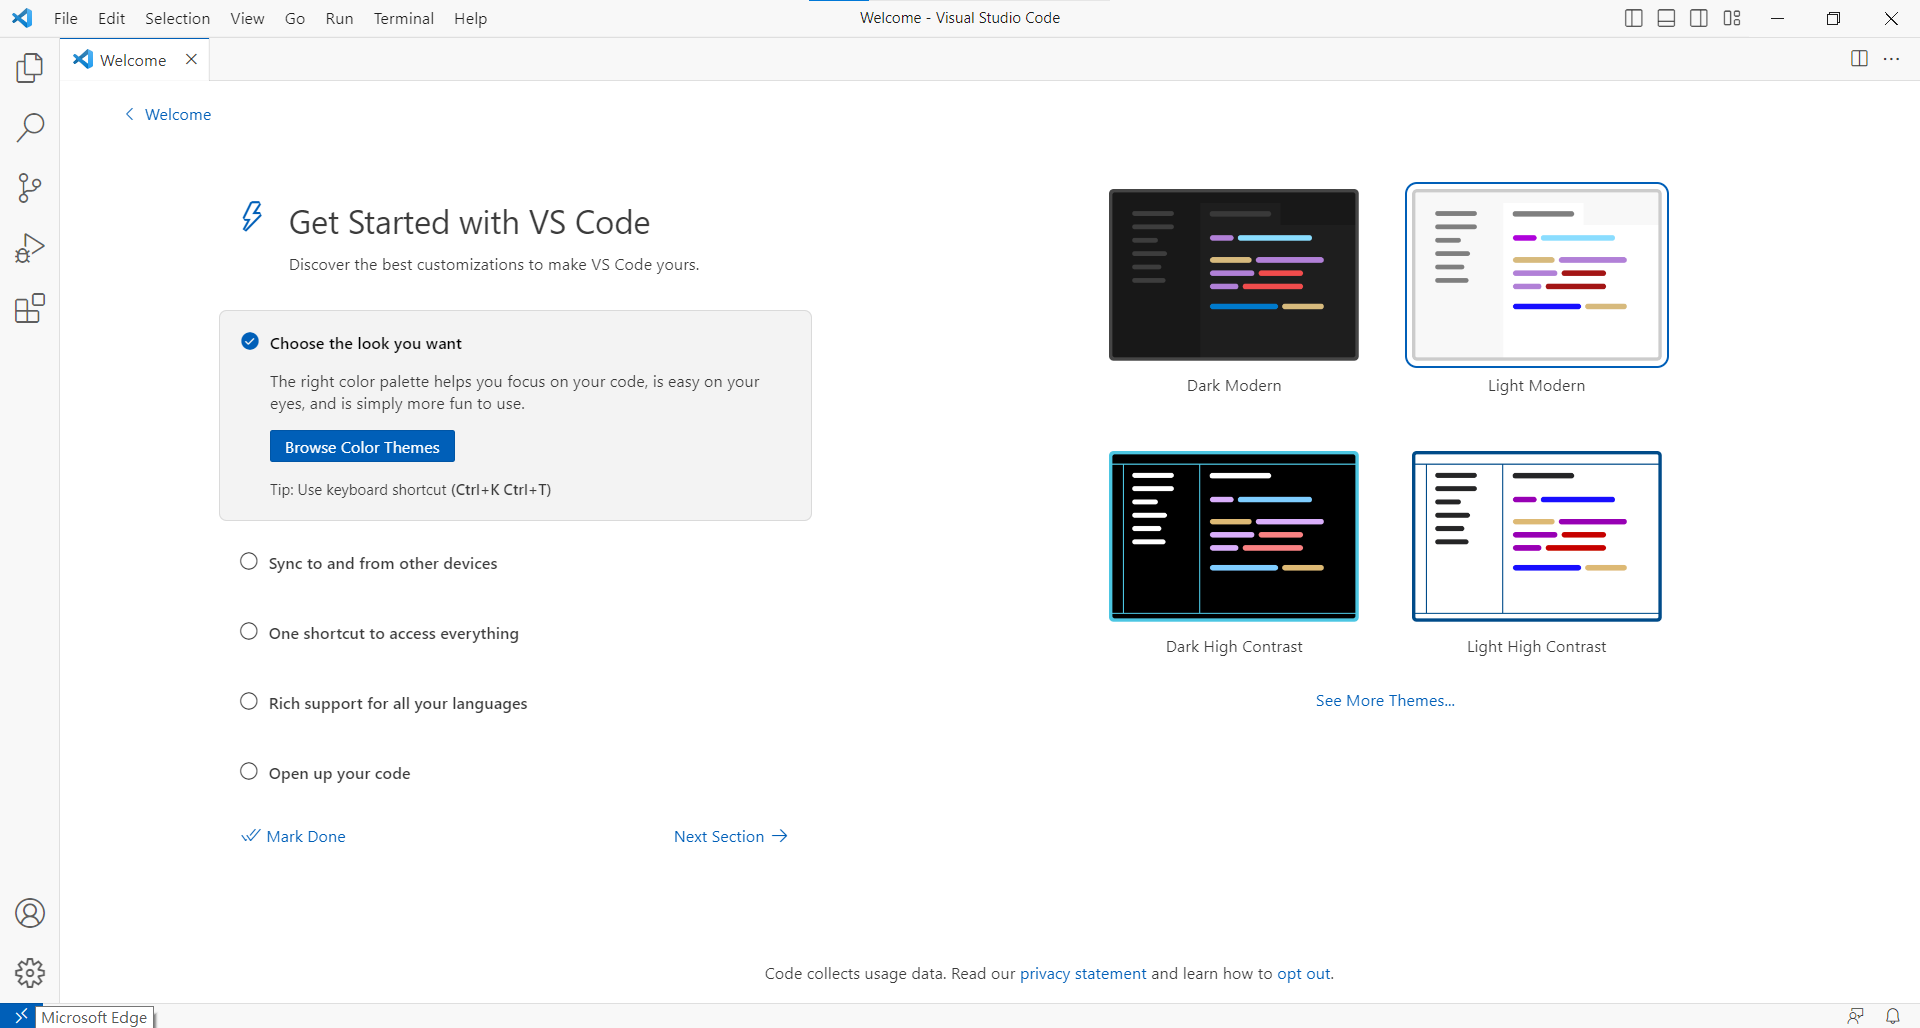 File Edit Selection View Go Run Terminal Help
Welcome - Visual Studio Code
Welcome
Welcome
Get Started with VS Code
Discover the best customizations to make VS Code yours.
Choose the look you want
The right color palette helps you focus on your code, is easy on your
eyes, and is simply more fun to use.
Browse Color Themes
Tip: Use keyboard shortcut (Ctrl+K Ctrl+T)
Sync to and from other devices
One shortcut to access everything
Rich support for all your languages
Open up your code
Mark Done
Next Section
Dark Modern
Light Modern
Dark High Contrast
Light High Contrast
See More Themes...
Code collects usage data. Read our privacy statement and learn how to opt out.
Microsoft Edge